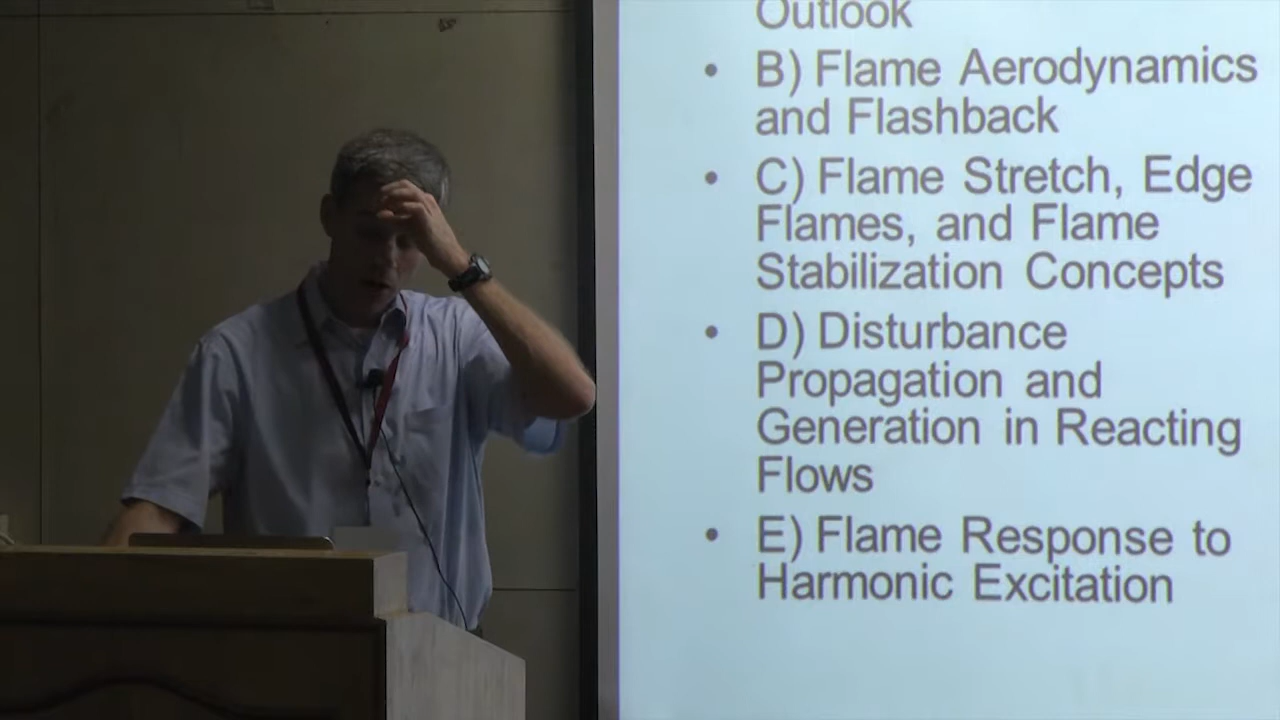 Outlook
• B) Flame Aerodynamics
and Flashback
• C) Flame Stretch, Edge
Flames, and Flame
Stabilization Concepts
• D) Disturbance
Propagation and
Generation in Reacting
Flows
• E) Flame Response to
Harmonic Excitation